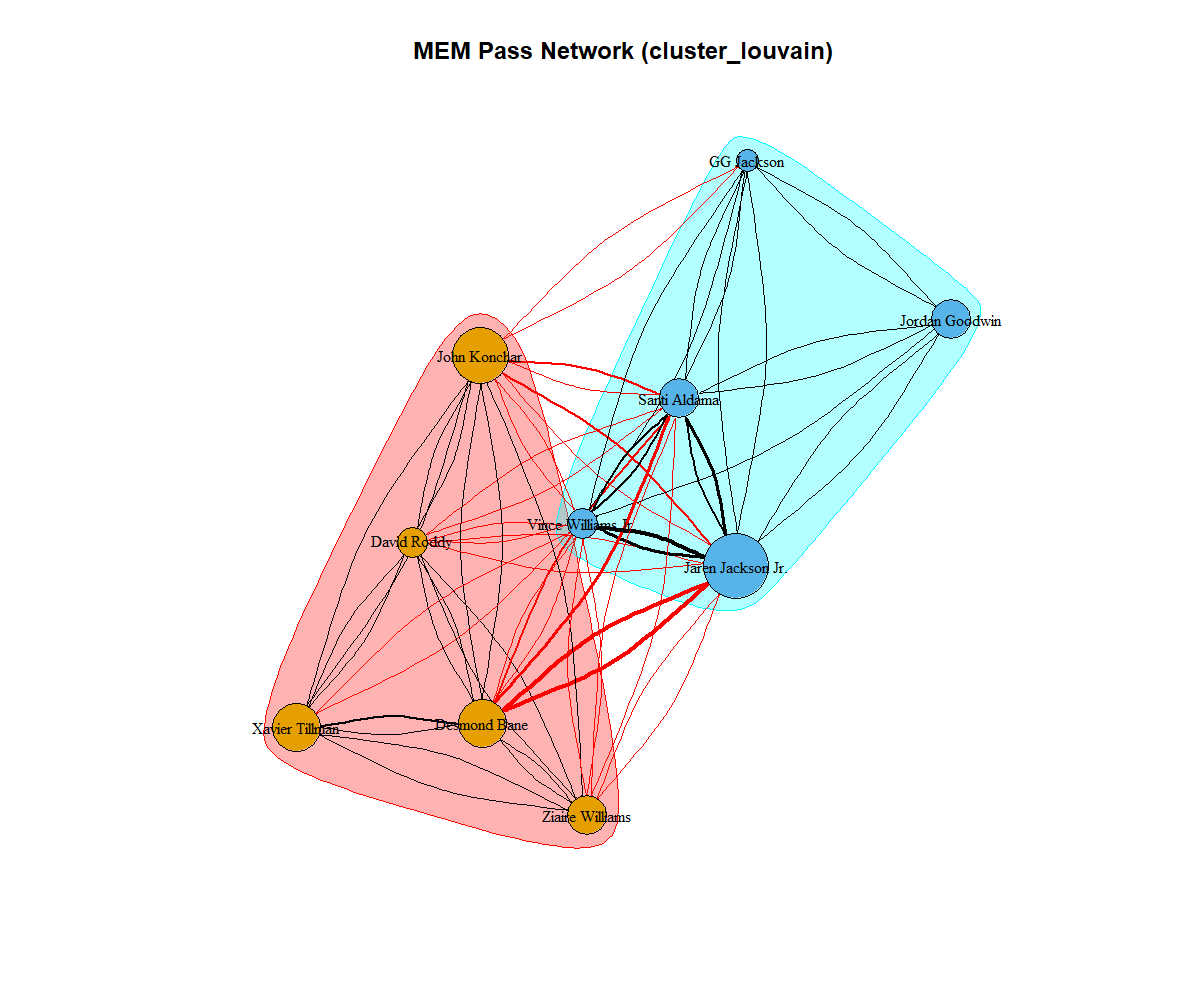 MEM Pass Network (cluster_louvain)
GG Jackson
Jordan Goodwin
John Konchar
Santi Aldama
Vince Williams Jr.
David Roddy
Jaren Jackson Jr.
Xavier Tillman
Desmond Bane
Ziaire Williams